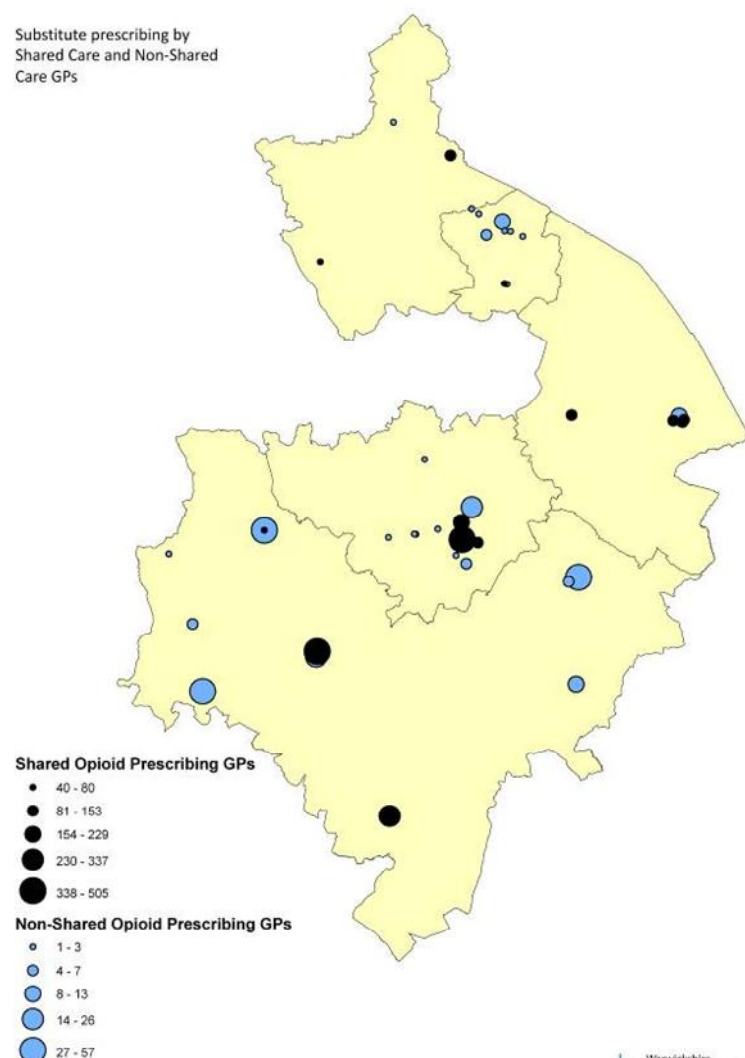 Substitute prescribing by
Shared Care and Non-Shared
Care GPs
Shared Opioid Prescribing GPs
40 - 80
81 - 153
154 - 229
230 - 337
338 - 505
Non-Shared Opioid Prescribing GPs
1 - 3
4 - 7
8 - 13
14 - 26
27 - 57